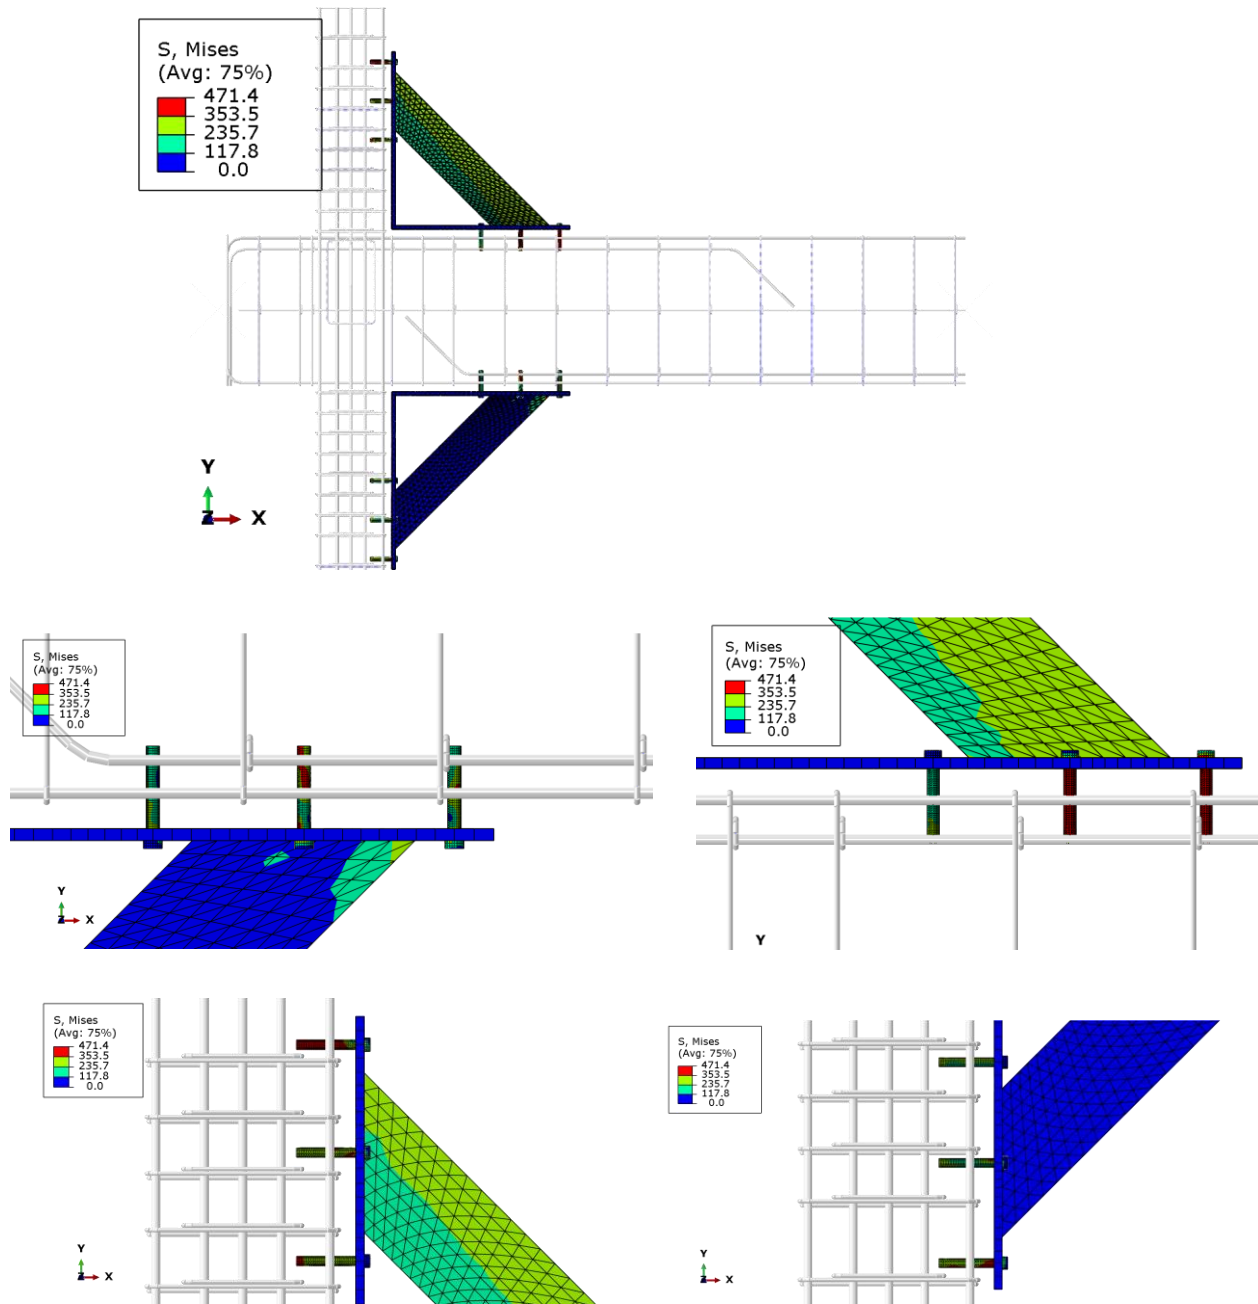 S, Mises
(Avg: 75%)
471.4
353.5
235.7
117.8
0.0
Y
X
Z
S, Mises
(Avg: 75%)
471.4
353.5
235.7
117.8
0.0
Y
Z
X
S, Mises
(Avg: 75%)
471.4
353.5
235.7
117.8
0.0
Y
S, Mises
(Avg: 75%)
471.4
353.5
235.7
117.8
0.0
Y
Z
X
S, Mises
(Avg: 75%)
471.4
353.5
235.7
117.8
0.0
Y
Z
X